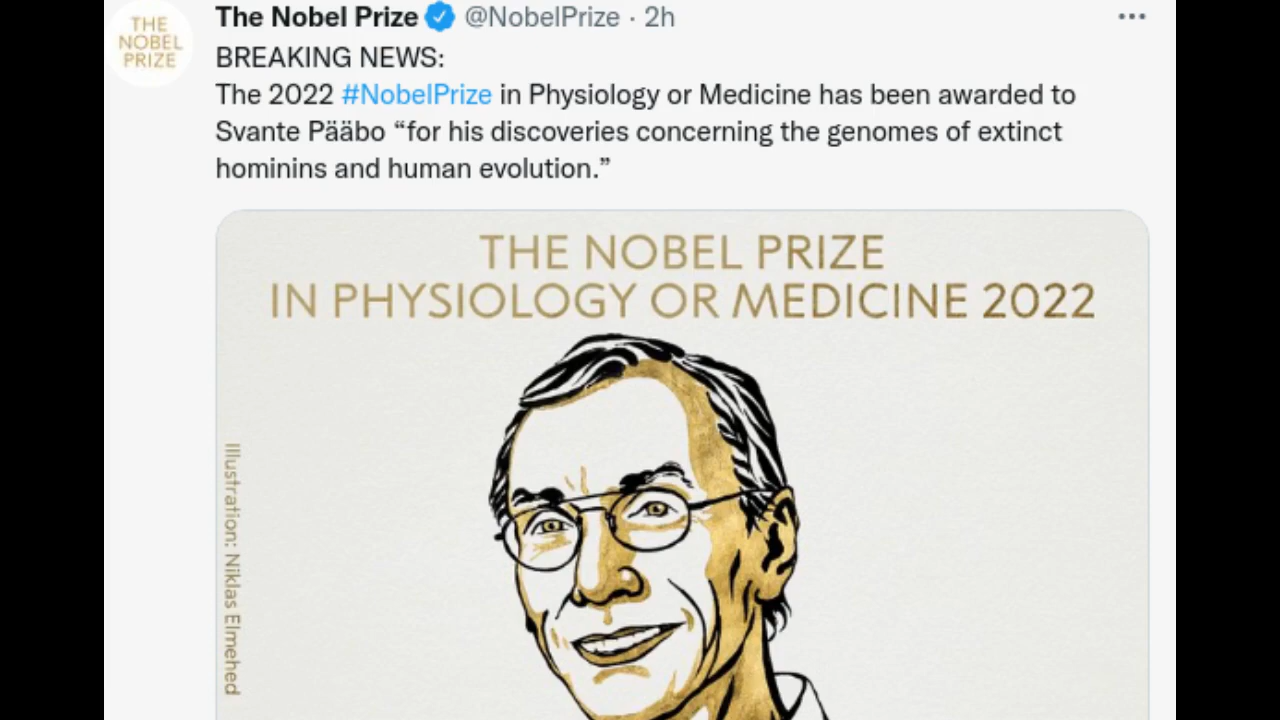 THE
NOBEL
PRIZE
The Nobel Prize @NobelPrize · 2h
BREAKING NEWS:
The 2022 #NobelPrize in Physiology or Medicine has been awarded to
Svante Pääbo “for his discoveries concerning the genomes of extinct
hominins and human evolution.”
THE NOBEL PRIZE
IN PHYSIOLOGY OR MEDICINE 2022
Illustration: Niklas Elmehed